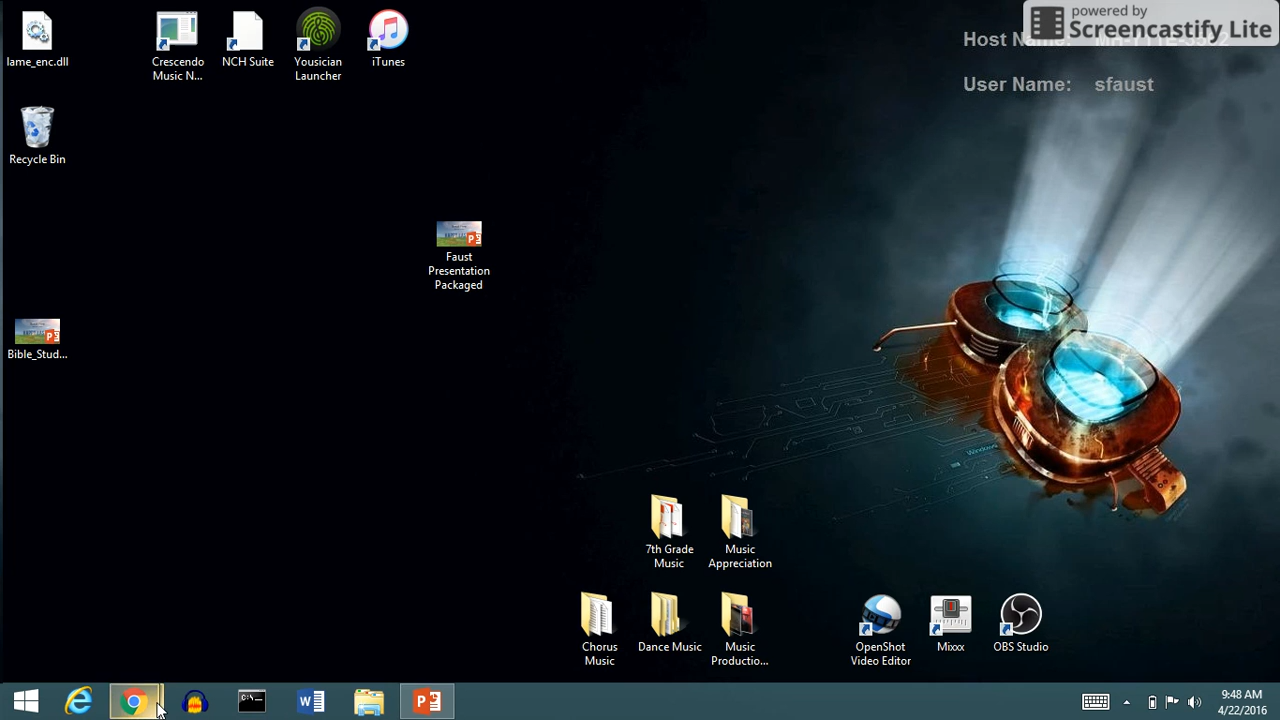 powered by
Screencastify Lite
Host Name:
User Name: sfaust
lame_enc.dll
Crescendo
Music N...
NCH Suite
Yousician
Launcher
iTunes
Recycle Bin
Faust
Presentation
Packaged
Bible_Stud...
Windows
7th Grade
Music
Music
Appreciation
Chorus
Music
Dance Music
Music
Productio...
OpenShot
Video Editor
Mixxx
OBS Studio
9:48 AM
4/22/2016